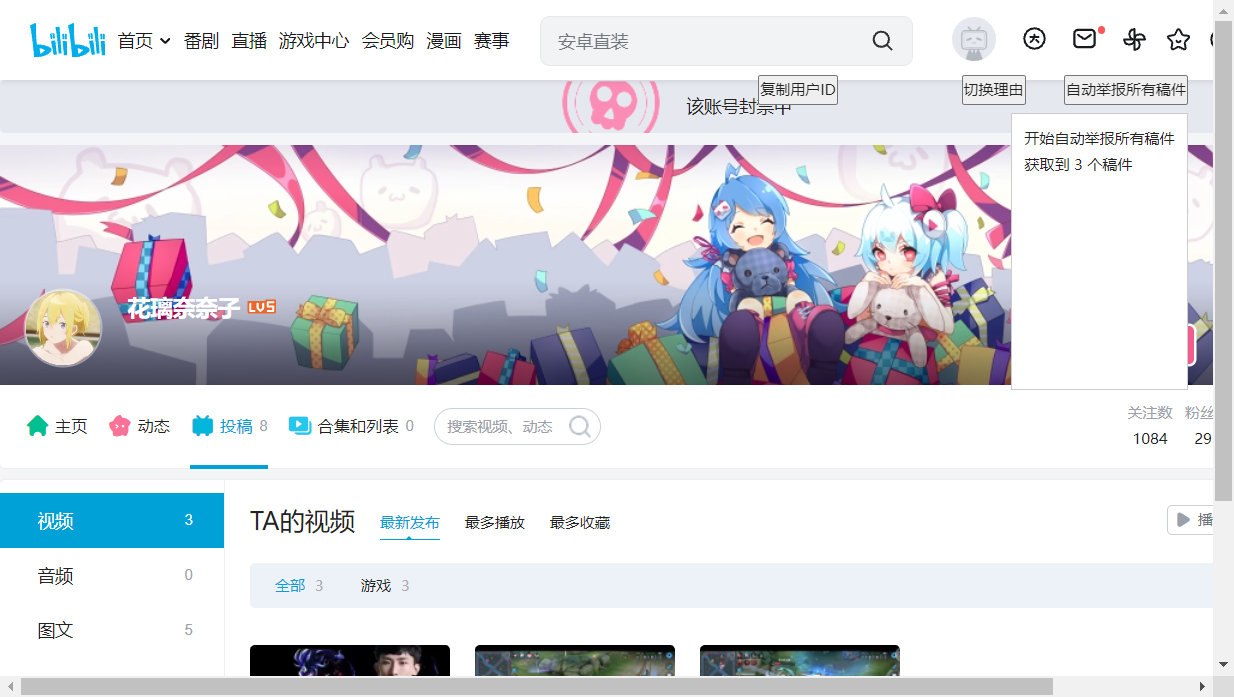 bilibili 首页 番剧 直播 游戏中心 会员购 漫画 赛事 安卓直装
复制用户ID 切换理由 自动举报所有稿件
该账号封禁中
开始自动举报所有稿件
获取到 3 个稿件
花璃奈奈子 LV5
主页 动态 投稿 8 合集和列表 0 搜索视频、动态 关注数 粉丝
1084 29
视频 3
TA的视频 最新发布 最多播放 最多收藏 播
音频 0
全部 3 游戏 3
图文 5